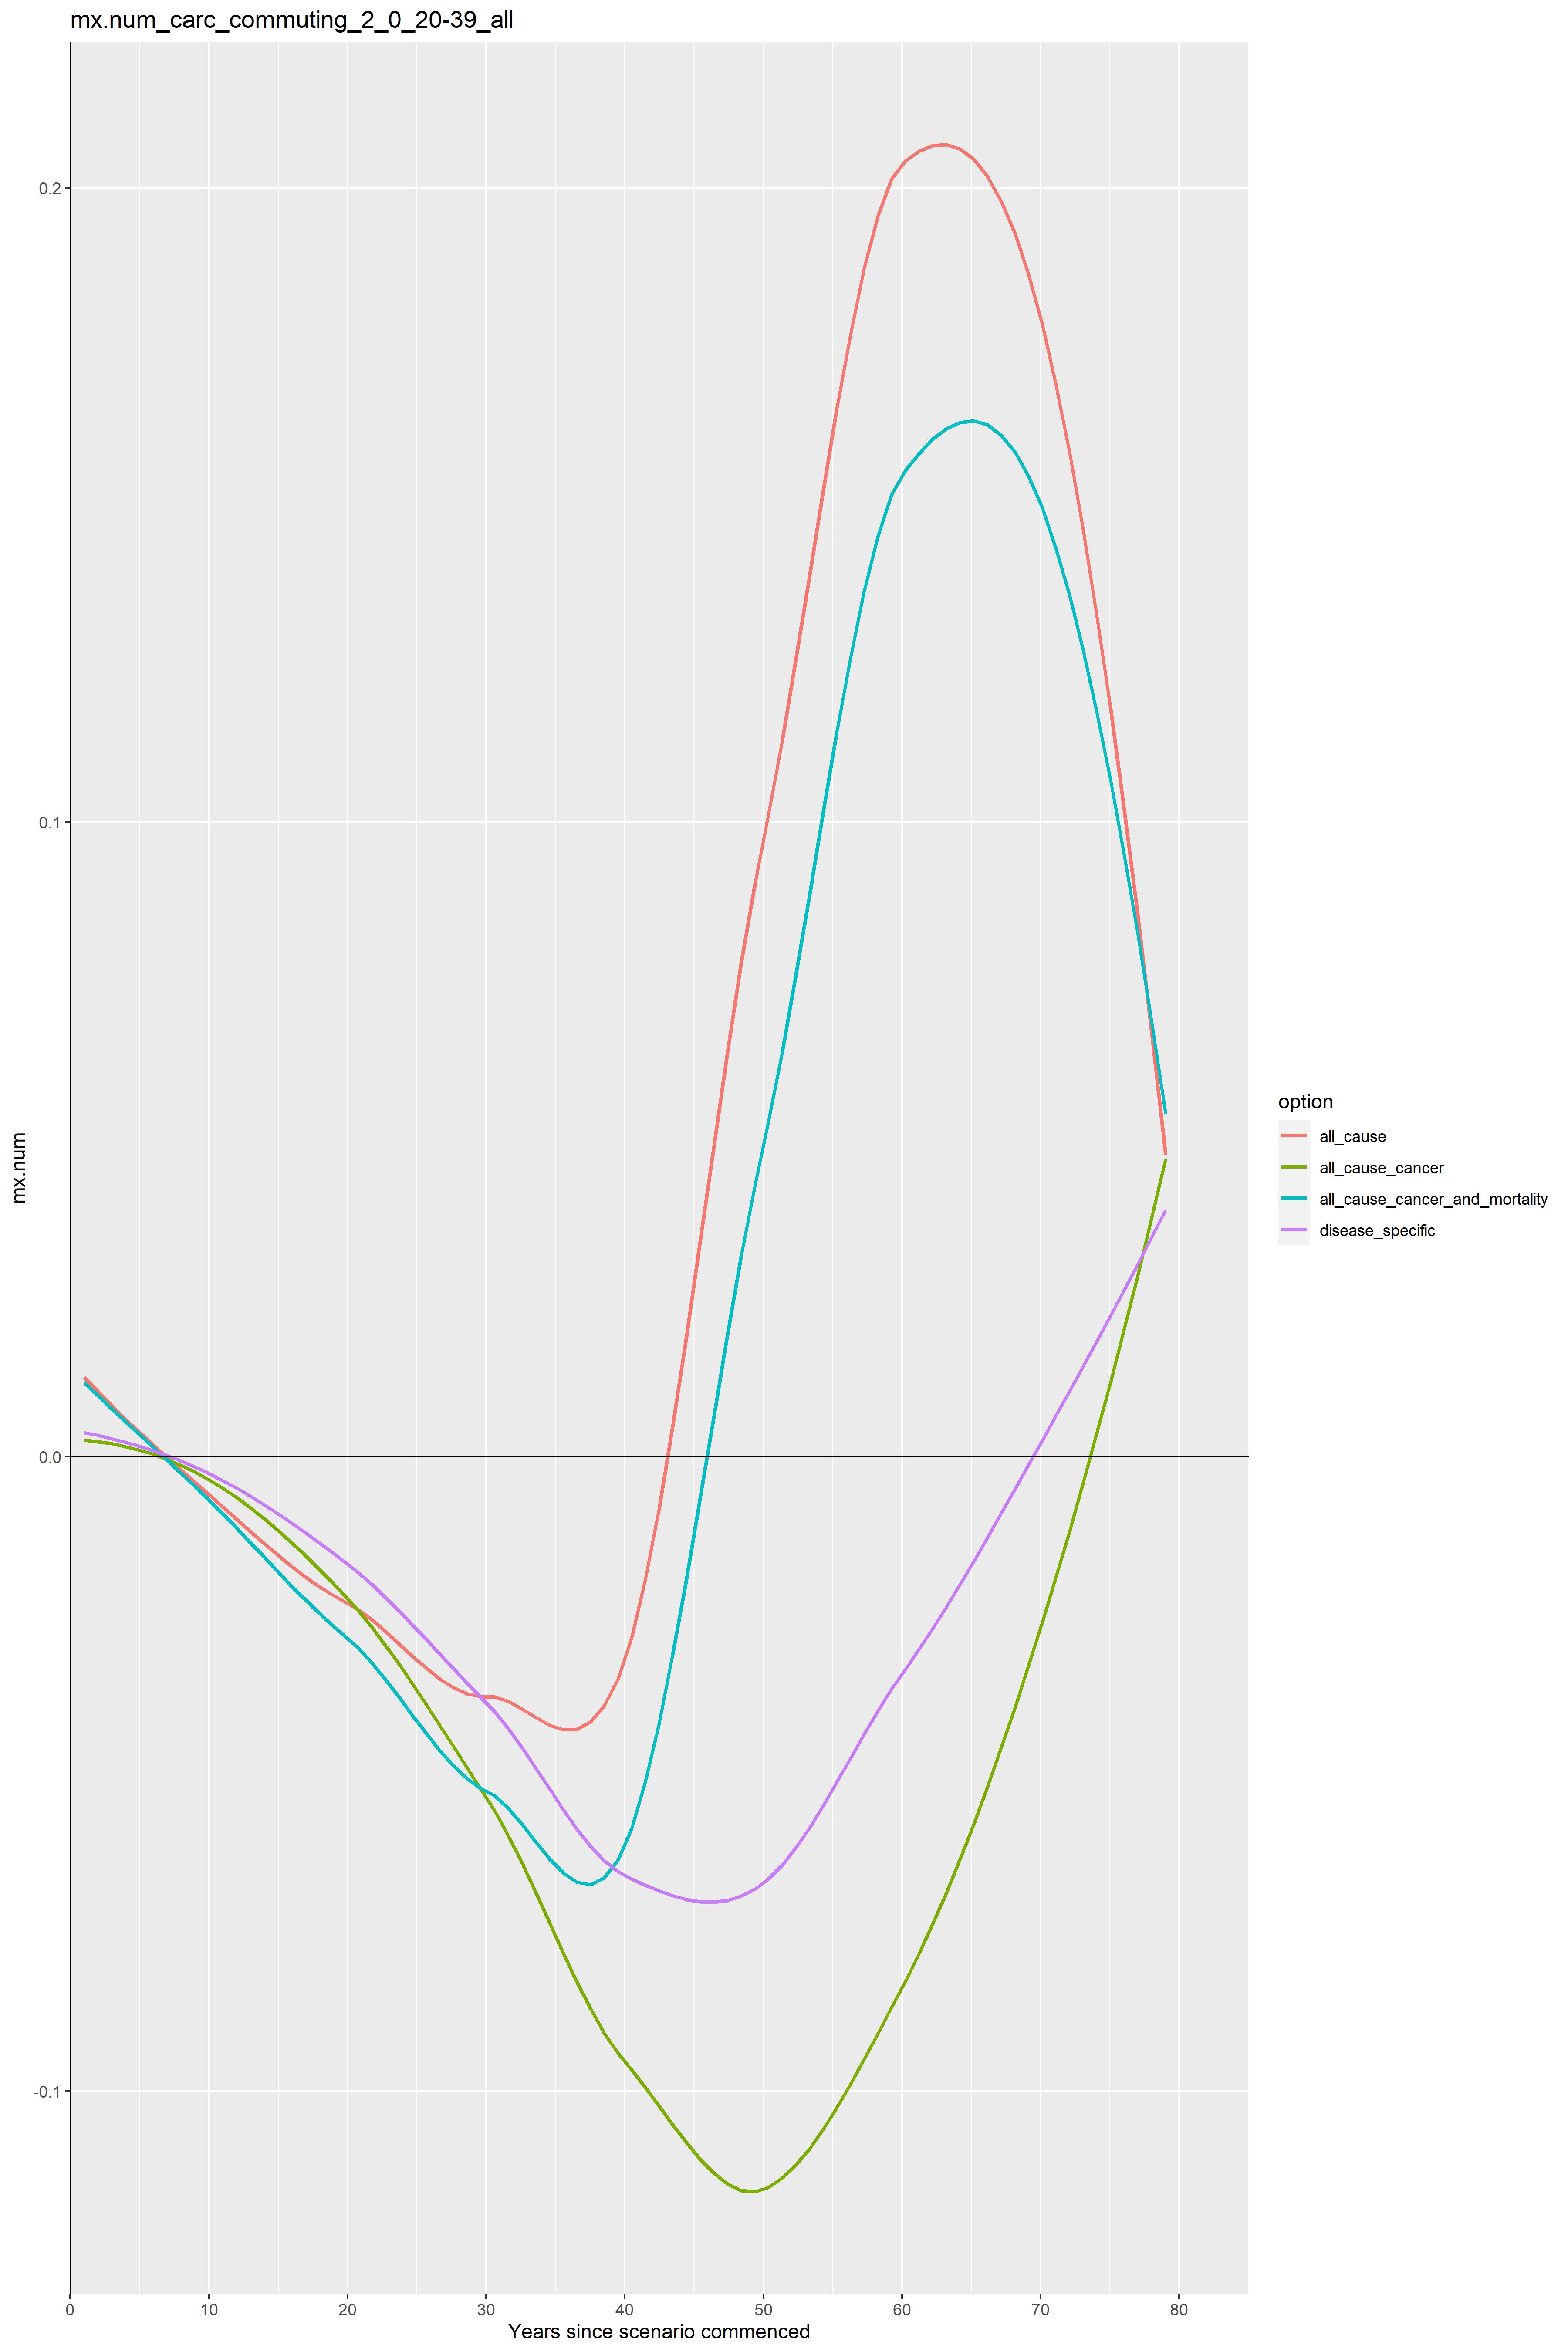 mx.num_carc_commuting_2_0_20-39_all
0.2
0.1
0.0
-0.1
mx.num
0 10 20 30 40 50 60 70 80
Years since scenario commenced
option
all_cause
all_cause_cancer
all_cause_cancer_and_mortality
disease_specific